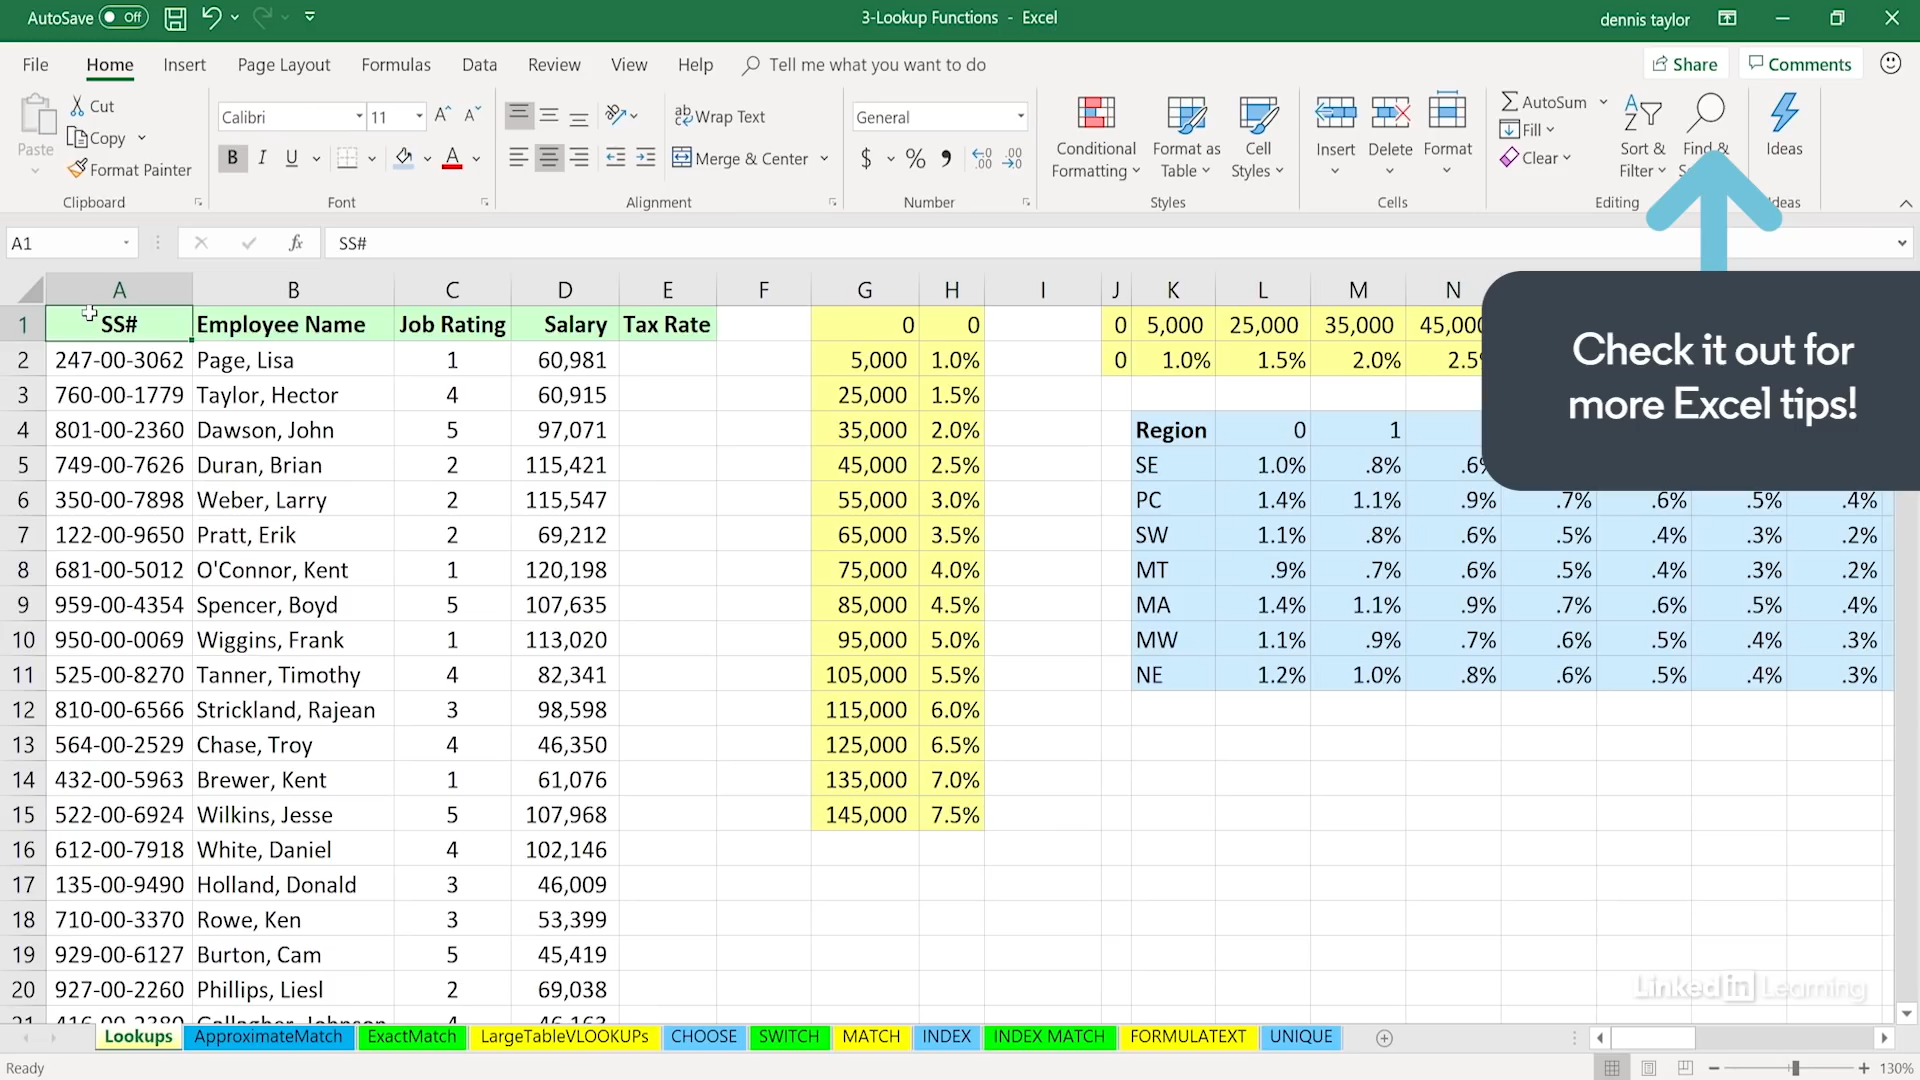 AutoSave Off 3-Lookup Functions - Excel dennis taylor
File Home Insert Page Layout Formulas Data Review View Help Tell me what you want to do Share Comments
Paste Cut Copy Format Painter Clipboard
Calibri 11 B I U A Font
Wrap Text Merge & Center Alignment
General $ % Number
Conditional Formatting Format as Table Cell Styles Styles
Insert Delete Format Cells
AutoSum Fill Clear Sort & Filter Find & Editing
Ideas
A1 fx SS#
A B C D E F G H I J K L M N
1 SS# Employee Name Job Rating Salary Tax Rate 0 0 0 5,000 25,000 35,000
2 247-00-3062 Page, Lisa 1 60,981 5,000 1.0% 0 1.0% 1.5% 2.0%
3 760-00-1779 Taylor, Hector 4 60,915 25,000 1.5%
4 801-00-2360 Dawson, John 5 97,071 35,000 2.0% Region 0 1
5 749-00-7626 Duran, Brian 2 115,421 45,000 2.5% SE 1.0% .8%
6 350-00-7898 Weber, Larry 2 115,547 55,000 3.0% PC 1.4% 1.1% .9% .7% .6% .5% .4%
7 122-00-9650 Pratt, Erik 2 69,212 65,000 3.5% SW 1.1% .8% .6% .5% .4% .3% .2%
8 681-00-5012 O'Connor, Kent 1 120,198 75,000 4.0% MT .9% .7% .6% .5% .4% .3% .2%
9 959-00-4354 Spencer, Boyd 5 107,635 85,000 4.5% MA 1.4% 1.1% .9% .7% .6% .5% .4%
10 950-00-0069 Wiggins, Frank 1 113,020 95,000 5.0% MW 1.1% .9% .7% .6% .5% .4% .3%
11 525-00-8270 Tanner, Timothy 4 82,341 105,000 5.5% NE 1.2% 1.0% .8% .6% .5% .4% .3%
12 810-00-6566 Strickland, Rajean 3 98,598 115,000 6.0%
13 564-00-2529 Chase, Troy 4 46,350 125,000 6.5%
14 432-00-5963 Brewer, Kent 1 61,076 135,000 7.0%
15 522-00-6924 Wilkins, Jesse 5 107,968 145,000 7.5%
16 612-00-7918 White, Daniel 4 102,146
17 135-00-9490 Holland, Donald 3 46,009
18 710-00-3370 Rowe, Ken 3 53,399
19 929-00-6127 Burton, Cam 5 45,419
20 927-00-2260 Phillips, Liesl 2 69,038
Check it out for
more Excel tips!
Linked in Learning
Lookups ApproximateMatch ExactMatch LargeTableVLOOKUPs CHOOSE SWITCH MATCH INDEX INDEX MATCH FORMULATEXT UNIQUE
Ready 130%